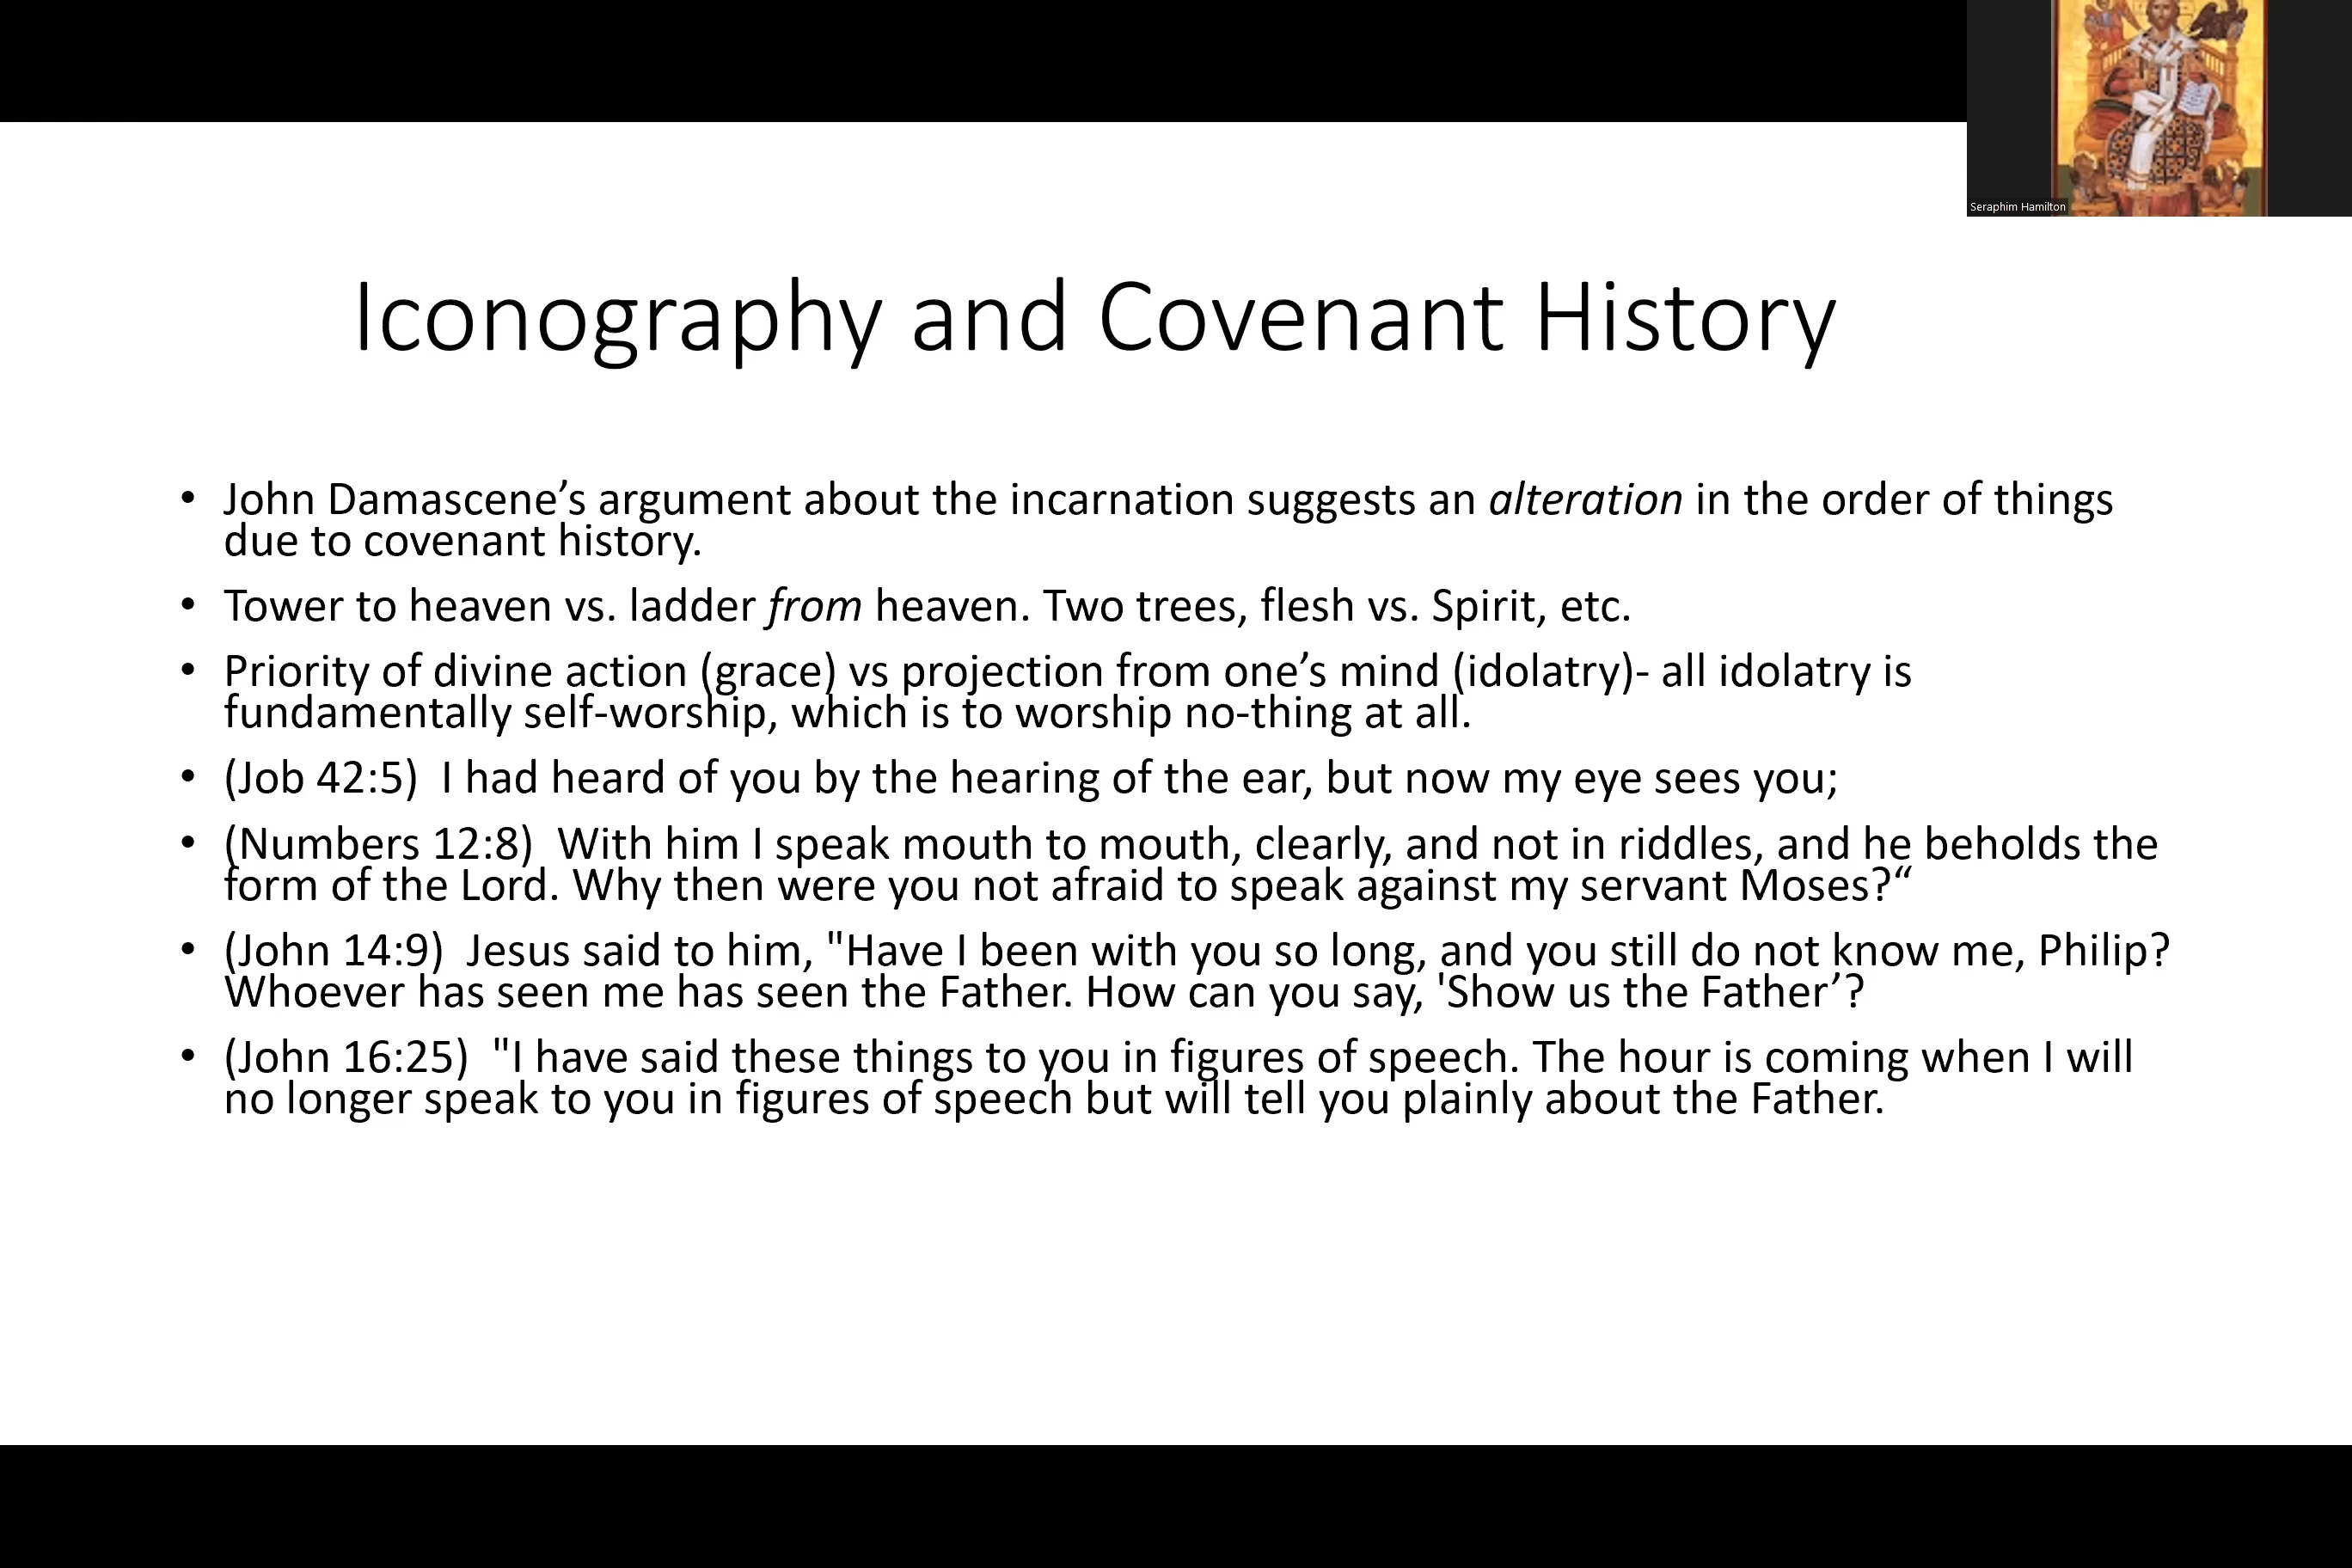 Seraphim Hamilton
Iconography and Covenant History
• John Damascene’s argument about the incarnation suggests an alteration in the order of things
due to covenant history.
• Tower to heaven vs. ladder from heaven. Two trees, flesh vs. Spirit, etc.
• Priority of divine action (grace) vs projection from one’s mind (idolatry)- all idolatry is
fundamentally self-worship, which is to worship no-thing at all.
• (Job 42:5)  I had heard of you by the hearing of the ear, but now my eye sees you;
• (Numbers 12:8)  With him I speak mouth to mouth, clearly, and not in riddles, and he beholds the
form of the Lord. Why then were you not afraid to speak against my servant Moses?“
• (John 14:9)  Jesus said to him, "Have I been with you so long, and you still do not know me, Philip?
Whoever has seen me has seen the Father. How can you say, 'Show us the Father’?
• (John 16:25)  "I have said these things to you in figures of speech. The hour is coming when I will
no longer speak to you in figures of speech but will tell you plainly about the Father.